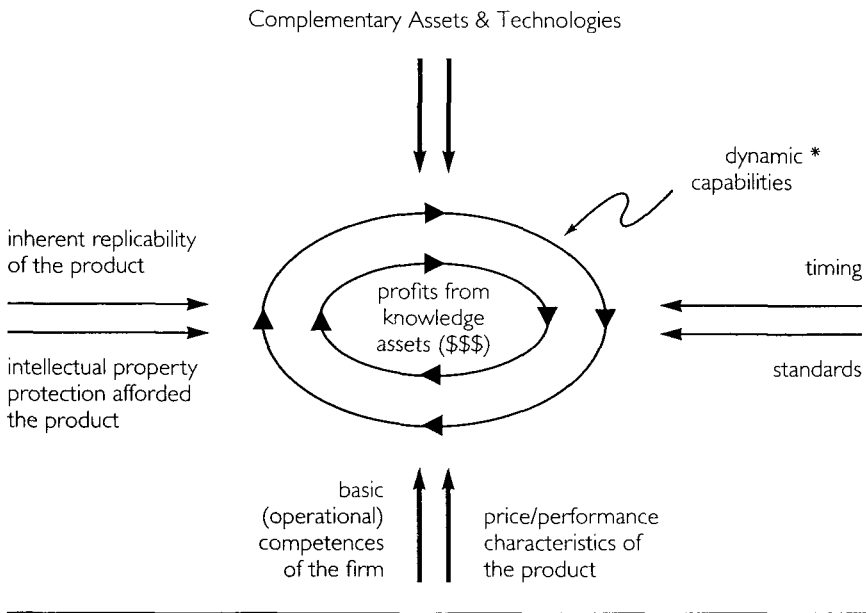 Complementary Assets & Technologies
dynamic *
capabilities
inherent replicability
of the product
timing
profits from
knowledge
assets ($$$)
intellectual property
protection afforded
the product
standards
basic
(operational)
competences
of the firm
price/performance
characteristics of
the product